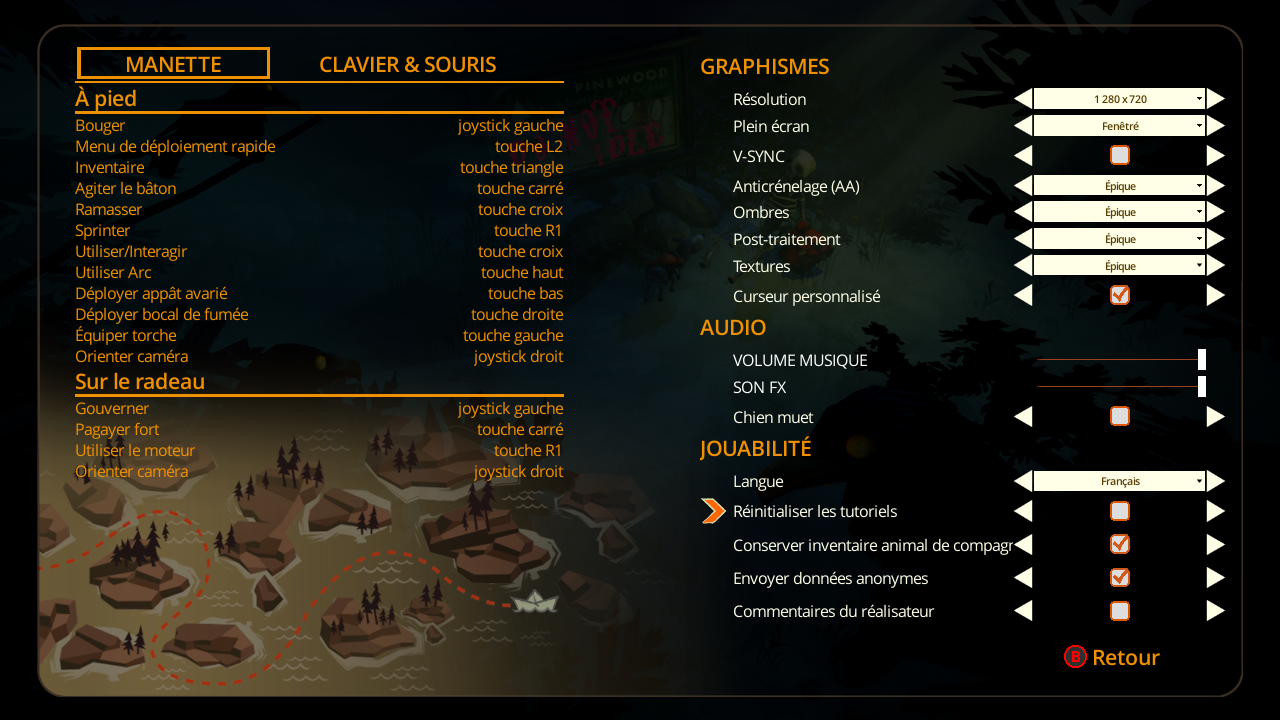 MANETTE
CLAVIER & SOURIS
À pied
Bouger joystick gauche
Menu de déploiement rapide touche L2
Inventaire touche triangle
Agiter le bâton touche carré
Ramasser touche croix
Sprinter touche R1
Utiliser/Interagir touche croix
Utiliser Arc touche haut
Déployer appât avarié touche bas
Déployer bocal de fumée touche droite
Équiper torche touche gauche
Orienter caméra joystick droit
Sur le radeau
Gouverner joystick gauche
Pagayer fort touche carré
Utiliser le moteur touche R1
Orienter caméra joystick droit
GRAPHISMES
Résolution 1 280 x 720
Plein écran Fenêtré
V-SYNC
Anticrénelage (AA) Épique
Ombres Épique
Post-traitement Épique
Textures Épique
Curseur personnalisé
AUDIO
VOLUME MUSIQUE
SON FX
Chien muet
JOUABILITÉ
Langue Français
Réinitialiser les tutoriels
Conserver inventaire animal de compagn
Envoyer données anonymes
Commentaires du réalisateur
B Retour
PINEWOOD